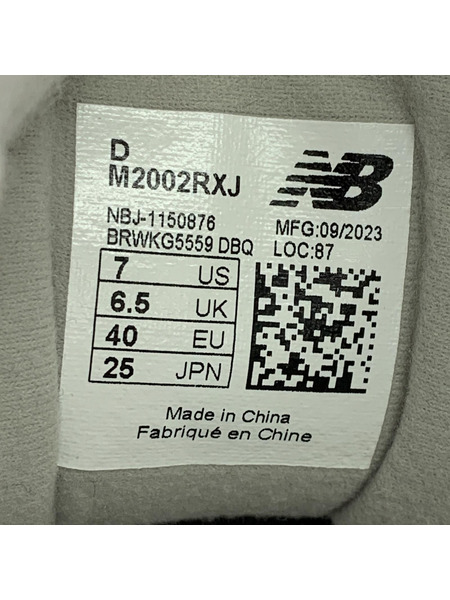 D
M2002RXJ
NB
NBJ-1150876
BRWKG5559 DBQ
MFG:09/2023
LOC:87
7 US
6.5 UK
40 EU
25 JPN
Made in China
Fabriqué en Chine